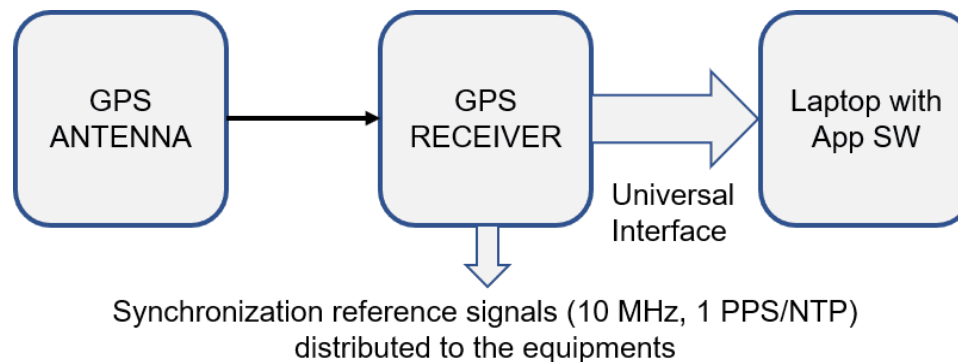 GPS
ANTENNA
GPS
RECEIVER
Laptop with
App SW
Universal
Interface
Synchronization reference signals (10 MHz, 1 PPS/NTP)
distributed to the equipments